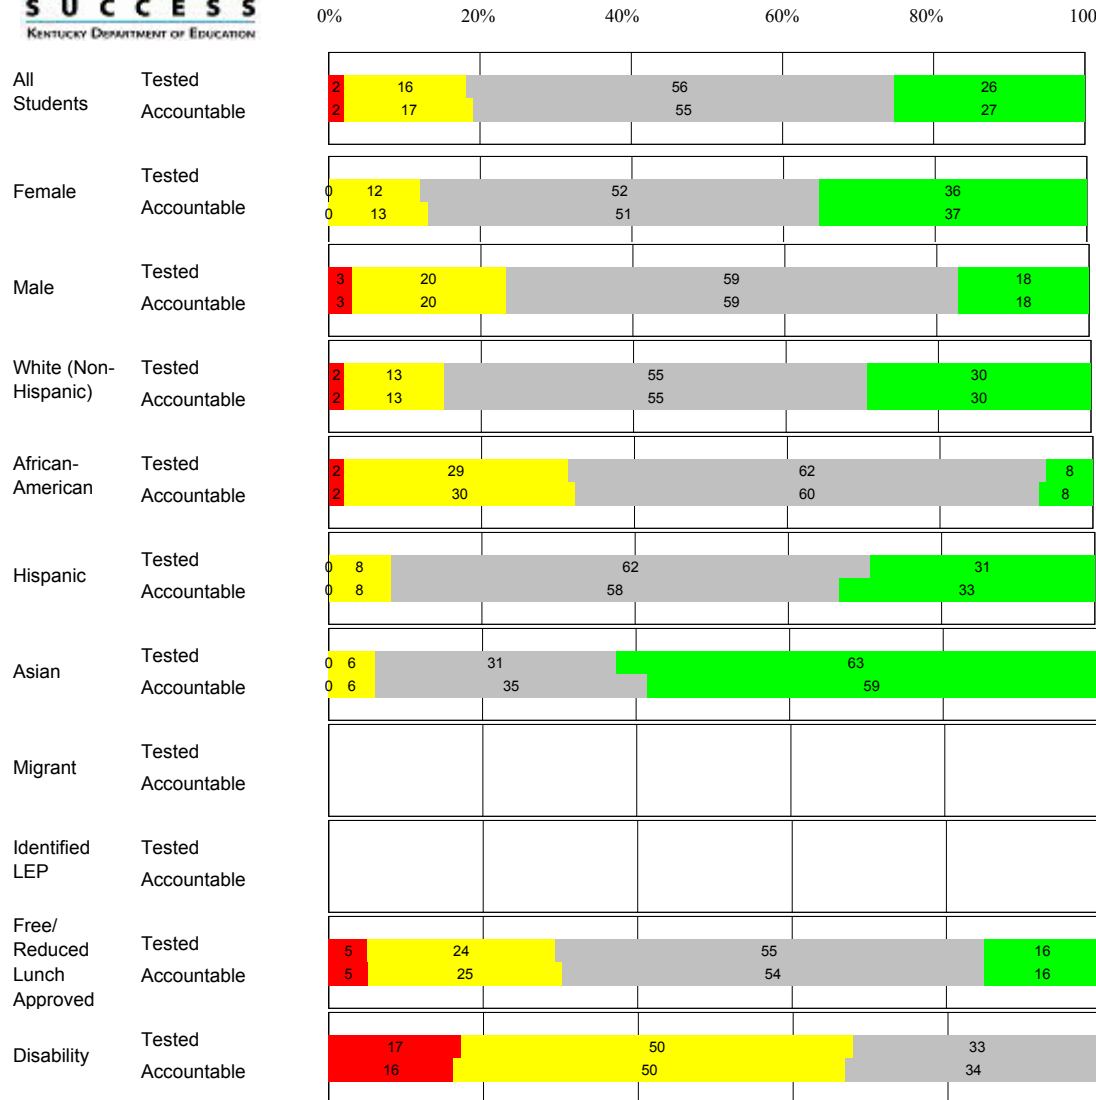 S U C C E S S
KENTUCKY DEPARTMENT OF EDUCATION
0% 20% 40% 60% 80% 100
All Students
Tested 2 16 56 26
Accountable 2 17 55 27
Female
Tested 0 12 52 36
Accountable 0 13 51 37
Male
Tested 3 20 59 18
Accountable 3 20 59 18
White (Non-
Hispanic)
Tested 2 13 55 30
Accountable 2 13 55 30
African-
American
Tested 2 29 62 8
Accountable 2 30 60 8
Hispanic
Tested 0 8 62 31
Accountable 0 8 58 33
Asian
Tested 0 6 31 63
Accountable 0 6 35 59
Migrant
Tested
Accountable
Identified
LEP
Tested
Accountable
Free/
Reduced
Lunch
Approved
Tested 5 24 55 16
Accountable 5 25 54 16
Disability
Tested 17 50 33
Accountable 16 50 34